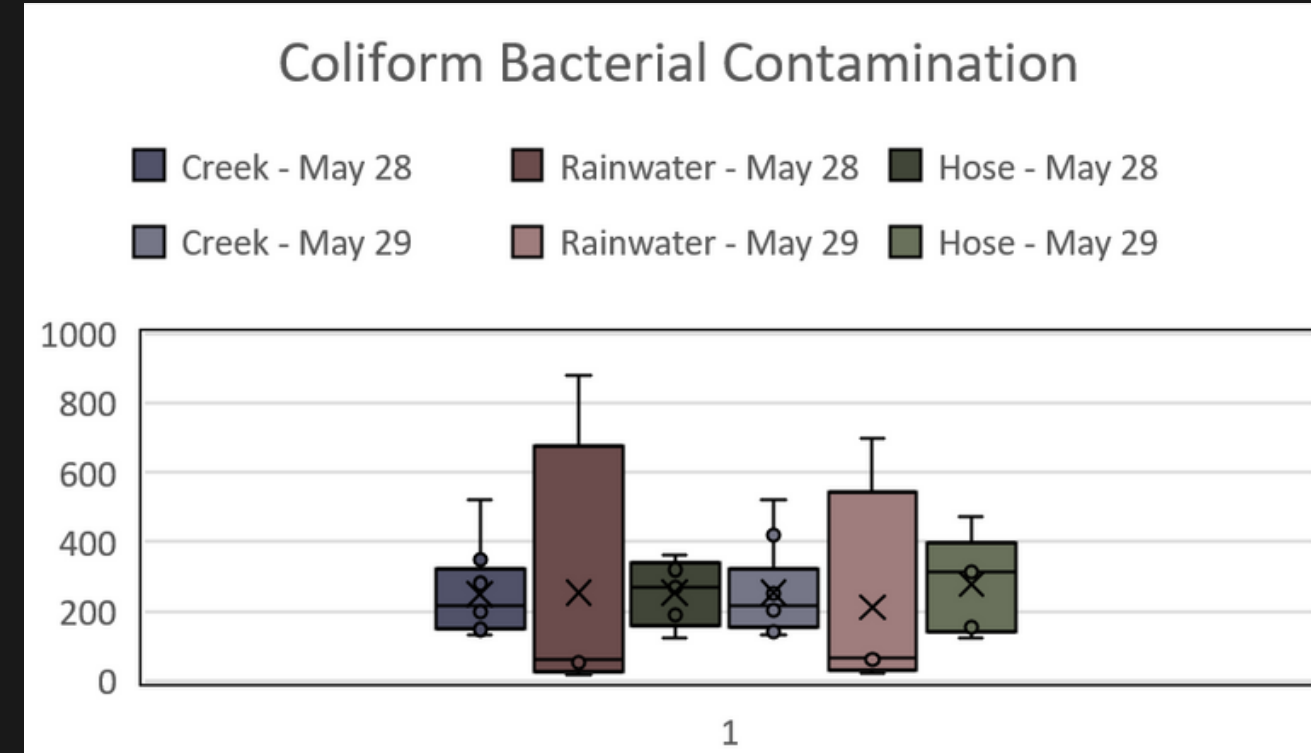 Coliform Bacterial Contamination
Creek - May 28 Rainwater - May 28 Hose - May 28
Creek - May 29 Rainwater - May 29 Hose - May 29
1000
800
600
400
200
0
1